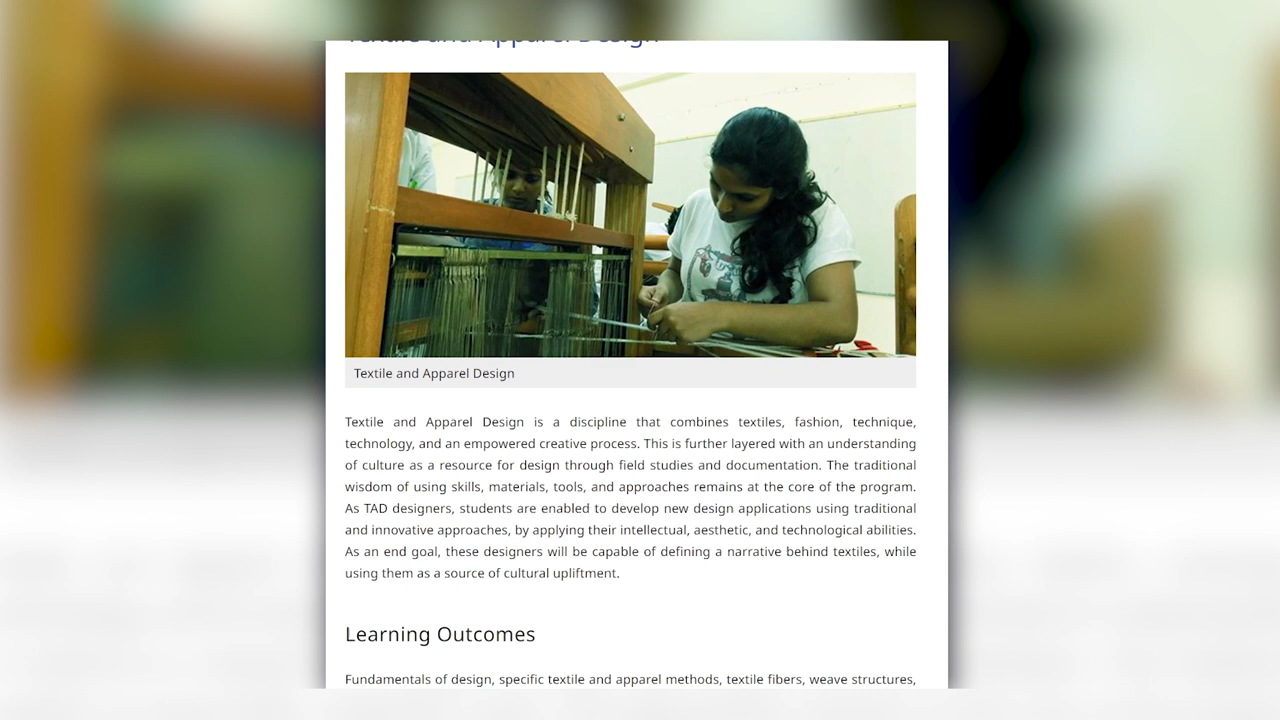 Textile and Apparel Design
Textile and Apparel Design
Textile and Apparel Design is a discipline that combines textiles, fashion, technique,
technology, and an empowered creative process. This is further layered with an understanding
of culture as a resource for design through field studies and documentation. The traditional
wisdom of using skills, materials, tools, and approaches remains at the core of the program.
As TAD designers, students are enabled to develop new design applications using traditional
and innovative approaches, by applying their intellectual, aesthetic, and technological abilities.
As an end goal, these designers will be capable of defining a narrative behind textiles, while
using them as a source of cultural upliftment.
Learning Outcomes
Fundamentals of design, specific textile and apparel methods, textile fibers, weave structures,